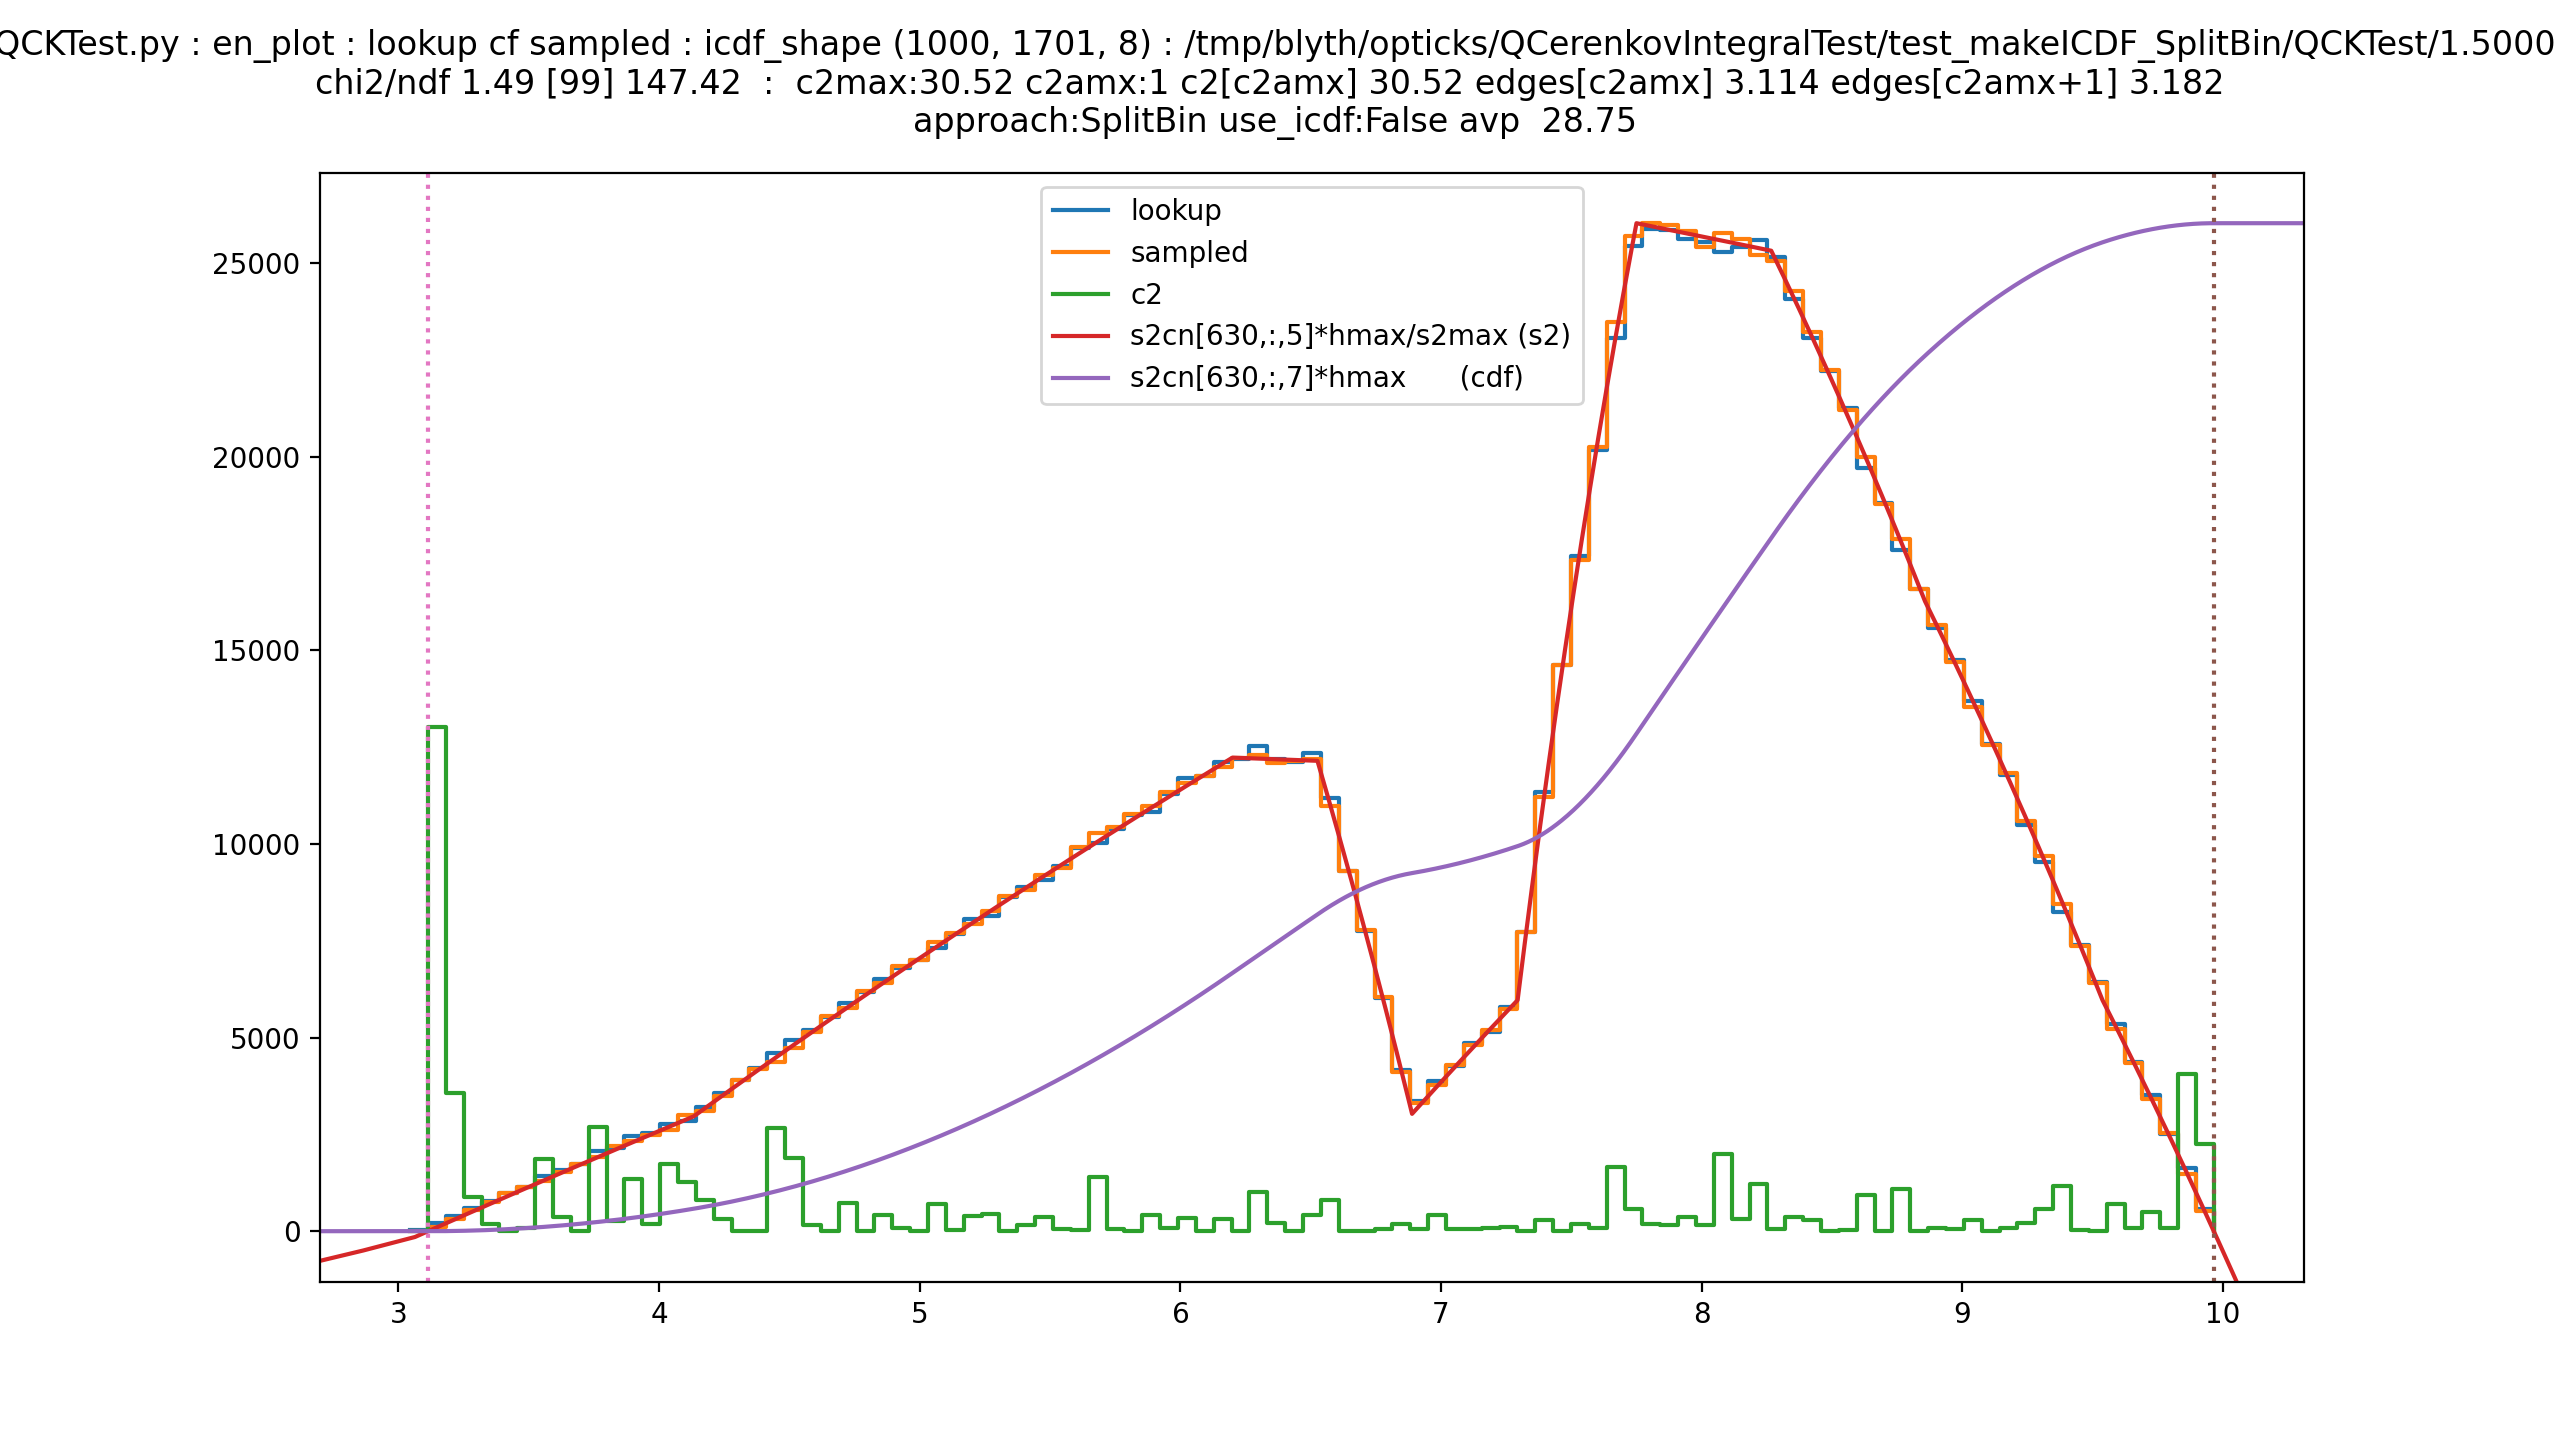 QCKTest.py : en_plot : lookup cf sampled : icdf_shape (1000, 1701, 8) : /tmp/blyth/opticks/QCerenkovIntegralTest/test_makeICDF_SplitBin/QCKTest/1.5000
chi2/ndf 1.49 [99] 147.42  :  c2max:30.52 c2amx:1 c2[c2amx] 30.52 edges[c2amx] 3.114 edges[c2amx+1] 3.182
approach:SplitBin use_icdf:False avp  28.75
lookup
sampled
c2
s2cn[630,:,5]*hmax/s2max (s2)
s2cn[630,:,7]*hmax      (cdf)
25000
20000
15000
10000
5000
0
3 4 5 6 7 8 9 10